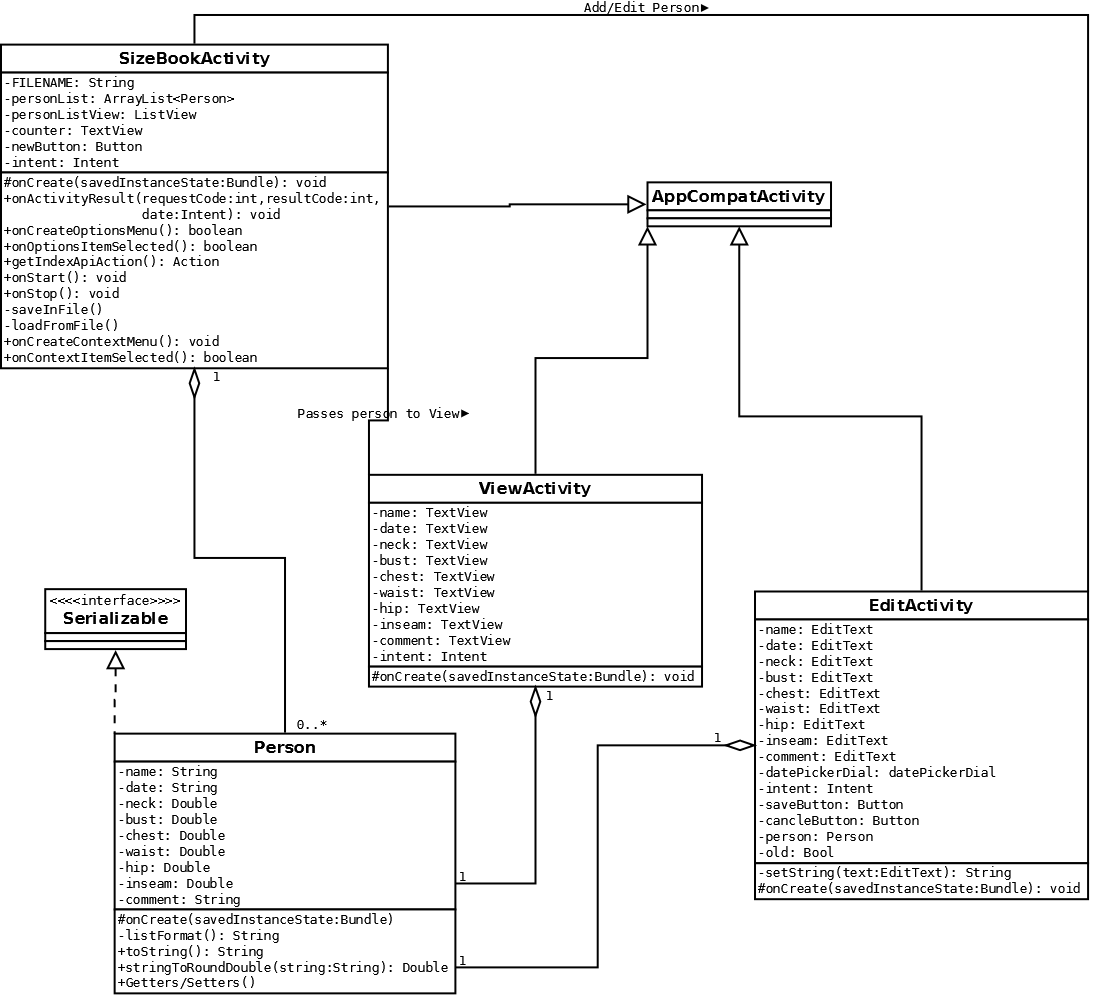 Add/Edit Person▶
SizeBookActivity
-FILENAME: String
-personList: ArrayList<Person>
-personListView: ListView
-counter: TextView
-newButton: Button
-intent: Intent
#onCreate(savedInstanceState:Bundle): void
+onActivityResult(requestCode:int,resultCode:int,
date:Intent): void
+onCreateOptionsMenu(): boolean
+onOptionsItemSelected(): boolean
+getIndexApiAction(): Action
+onStart(): void
+onStop(): void
-saveInFile()
-loadFromFile()
+onCreateContextMenu(): void
+onContextItemSelected(): boolean
1
AppCompatActivity
Passes person to View▶
ViewActivity
-name: TextView
-date: TextView
-neck: TextView
-bust: TextView
-chest: TextView
-waist: TextView
-hip: TextView
-inseam: TextView
-comment: TextView
-intent: Intent
#onCreate(savedInstanceState:Bundle): void
1
<<<<interface>>>>
Serializable
EditActivity
-name: EditText
-date: EditText
-neck: EditText
-bust: EditText
-chest: EditText
-waist: EditText
-hip: EditText
-inseam: EditText
-comment: EditText
-datePickerDial: datePickerDial
-intent: Intent
-saveButton: Button
-cancleButton: Button
-person: Person
-old: Bool
-setString(text:EditText): String
#onCreate(savedInstanceState:Bundle): void
1
0..*
Person
-name: String
-date: String
-neck: Double
-bust: Double
-chest: Double
-waist: Double
-hip: Double
-inseam: Double
-comment: String
#onCreate(savedInstanceState:Bundle)
-listFormat(): String
+toString(): String
+stringToRoundDouble(string:String): Double
+Getters/Setters()
1
1